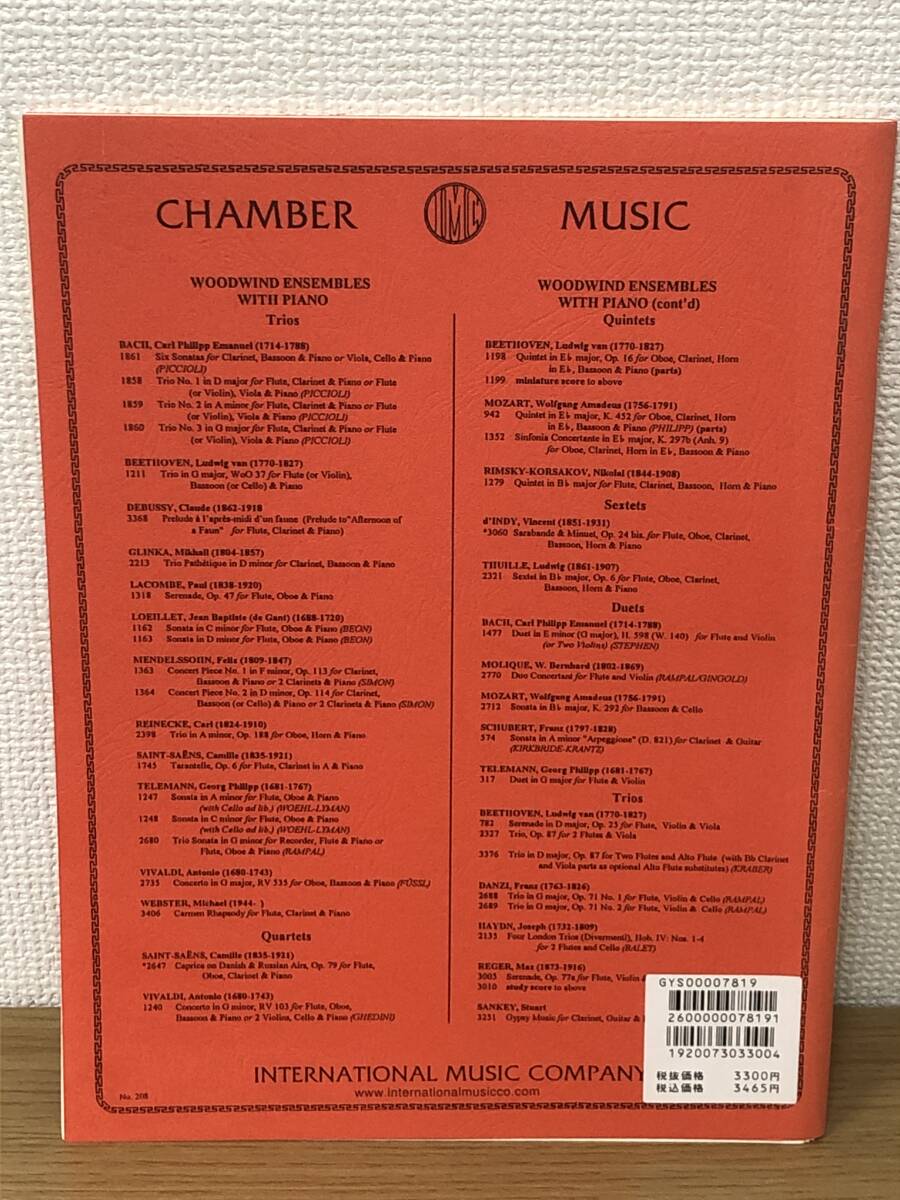 CHAMBER IMC MUSIC
WOODWIND ENSEMBLES
WITH PIANO
Trios
BACH, Carl Philipp Emanuel (1714-1788)
1861 Six Sonatas for Clarinet, Bassoon & Piano or Viola, Cello & Piano
(PICCIOLI)
1858 Trio No. 1 in D major for Flute, Clarinet & Piano or Flute
(or Violin), Viola & Piano (PICCIOLI)
1859 Trio No. 2 in A minor for Flute, Clarinet & Piano or Flute
(or Violin), Viola & Piano (PICCIOLI)
1860 Trio No. 3 in G major for Flute, Clarinet & Piano or Flute
(or Violin), Viola & Piano (PICCIOLI)
BEETHOVEN, Ludwig van (1770-1827)
1211 Trio in G major, WoO 37 for Flute (or Violin),
Bassoon (or Cello) & Piano
DEBUSSY, Claude (1862-1918
3368 Prelude à l'après-midi d'un faune (Prelude to"Afternoon of
a Faun" for Flute, Clarinet & Piano)
GLINKA, Mikhail (1804-1857)
2213 Trio Pathétique in D minor for Clarinet, Bassoon & Piano
LACOMBE, Paul (1838-1920)
1318 Serenade, Op. 47 for Flute, Oboe & Piano
LOEILLET, Jean Baptiste (de Gant) (1688-1720)
1162 Sonata in C minor for Flute, Oboe & Piano (BEON)
1163 Sonata in D minor for Flute, Oboe & Piano (BEON)
MENDELSSOHN, Felix (1809-1847)
1363 Concert Piece No. 1 in F minor, Op. 113 for Clarinet,
Bassoon & Piano or 2 Clarinets & Piano (SIMON)
1364 Concert Piece No. 2 in D minor, Op. 114 for Clarinet,
Bassoon (or Cello) & Piano or 2 Clarinets & Piano (SIMON)
REINECKE, Carl (1824-1910)
2398 Trio in A minor, Op. 188 for Oboe, Horn & Piano
SAINT-SAËNS, Camille (1835-1921)
1745 Tarantelle, Op. 6 for Flute, Clarinet in A & Piano
TELEMANN, Georg Philipp (1681-1767)
1247 Sonata in A minor for Flute, Oboe & Piano
(with Cello ad lib.) (WOEHL-LYMAN)
1248 Sonata in C minor for Flute, Oboe & Piano
(with Cello ad lib.) (WOEHL-LYMAN)
2680 Trio Sonata in G minor for Recorder, Flute & Piano or
Flute, Oboe & Piano (RAMPAL)
VIVALDI, Antonio (1680-1743)
2735 Concerto in G major, RV 535 for Oboe, Bassoon & Piano (FÜSSL)
WEBSTER, Michael (1944- )
3406 Carmen Rhapsody for Flute, Clarinet & Piano
Quartets
SAINT-SAËNS, Camille (1835-1921)
*2647 Caprice on Danish & Russian Airs, Op. 79 for Flute,
Oboe, Clarinet & Piano
VIVALDI, Antonio (1680-1743)
1240 Concerto in G minor, RV 103 for Flute, Oboe,
Bassoon & Piano or 2 Violins, Cello & Piano (GHEDINI)
WOODWIND ENSEMBLES
WITH PIANO (cont'd)
Quintets
BEETHOVEN, Ludwig van (1770-1827)
1198 Quintet in E♭ major, Op. 16 for Oboe, Clarinet, Horn
in E♭, Bassoon & Piano (parts)
1199 miniature score to above
MOZART, Wolfgang Amadeus (1756-1791)
942 Quintet in E♭ major, K. 452 for Oboe, Clarinet, Horn
in E♭, Bassoon & Piano (PHILIPP) (parts)
1352 Sinfonia Concertante in E♭ major, K. 297b (Anh. 9)
for Oboe, Clarinet, Horn in E♭, Bassoon & Piano
RIMSKY-KORSAKOV, Nikolai (1844-1908)
1279 Quintet in B♭ major for Flute, Clarinet, Bassoon, Horn & Piano
Sextets
d'INDY, Vincent (1851-1931)
*3060 Sarabande & Minuet, Op. 24 bis. for Flute, Oboe, Clarinet,
Bassoon, Horn & Piano
THUILLE, Ludwig (1861-1907)
2321 Sextet in B♭ major, Op. 6 for Flute, Oboe, Clarinet,
Bassoon, Horn & Piano
Duets
BACH, Carl Philipp Emanuel (1714-1788)
1477 Duet in E minor (G major), H. 598 (W. 140) for Flute and Violin
(or Two Violins) (STEPHEN)
MOLIQUE, W. Bernhard (1802-1869)
2770 Duo Concertant for Flute and Violin (RAMPAL/GINGOLD)
MOZART, Wolfgang Amadeus (1756-1791)
2712 Sonata in B♭ major, K. 292 for Bassoon & Cello
SCHUBERT, Franz (1797-1828)
574 Sonata in A minor "Arpeggione" (D. 821) for Clarinet & Guitar
(KIRKBRIDE-KRANTZ)
TELEMANN, Georg Philipp (1681-1767)
317 Duet in G major for Flute & Violin
Trios
BEETHOVEN, Ludwig van (1770-1827)
782 Serenade in D major, Op. 25 for Flute, Violin & Viola
2327 Trio, Op. 87 for 2 Flutes & Viola
3376 Trio in D major, Op. 87 for Two Flutes and Alto Flute (with Bb Clarinet
and Viola parts as optional Alto Flute substitutes) (KRABER)
DANZI, Franz (1763-1826)
2688 Trio in G major, Op. 71 No. 1 for Flute, Violin & Cello (RAMPAL)
2689 Trio in G major, Op. 71 No. 2 for Flute, Violin & Cello (RAMPAL)
HAYDN, Joseph (1732-1809)
2135 Four London Trios (Divermenti), Hob. IV: Nos. 1-4
for 2 Flutes and Cello (BALET)
REGER, Max (1873-1916)
3005 Serenade, Op. 77a for Flute, Violin
3010 study score to above
SANKEY, Stuart
3231 Gypsy Music for Clarinet, Guitar &
GYS00007819
2600000078191
1920073033004
税抜価格 3300円
税込価格 3465円
INTERNATIONAL MUSIC COMPANY
www.internationalmusicco.com
No. 208